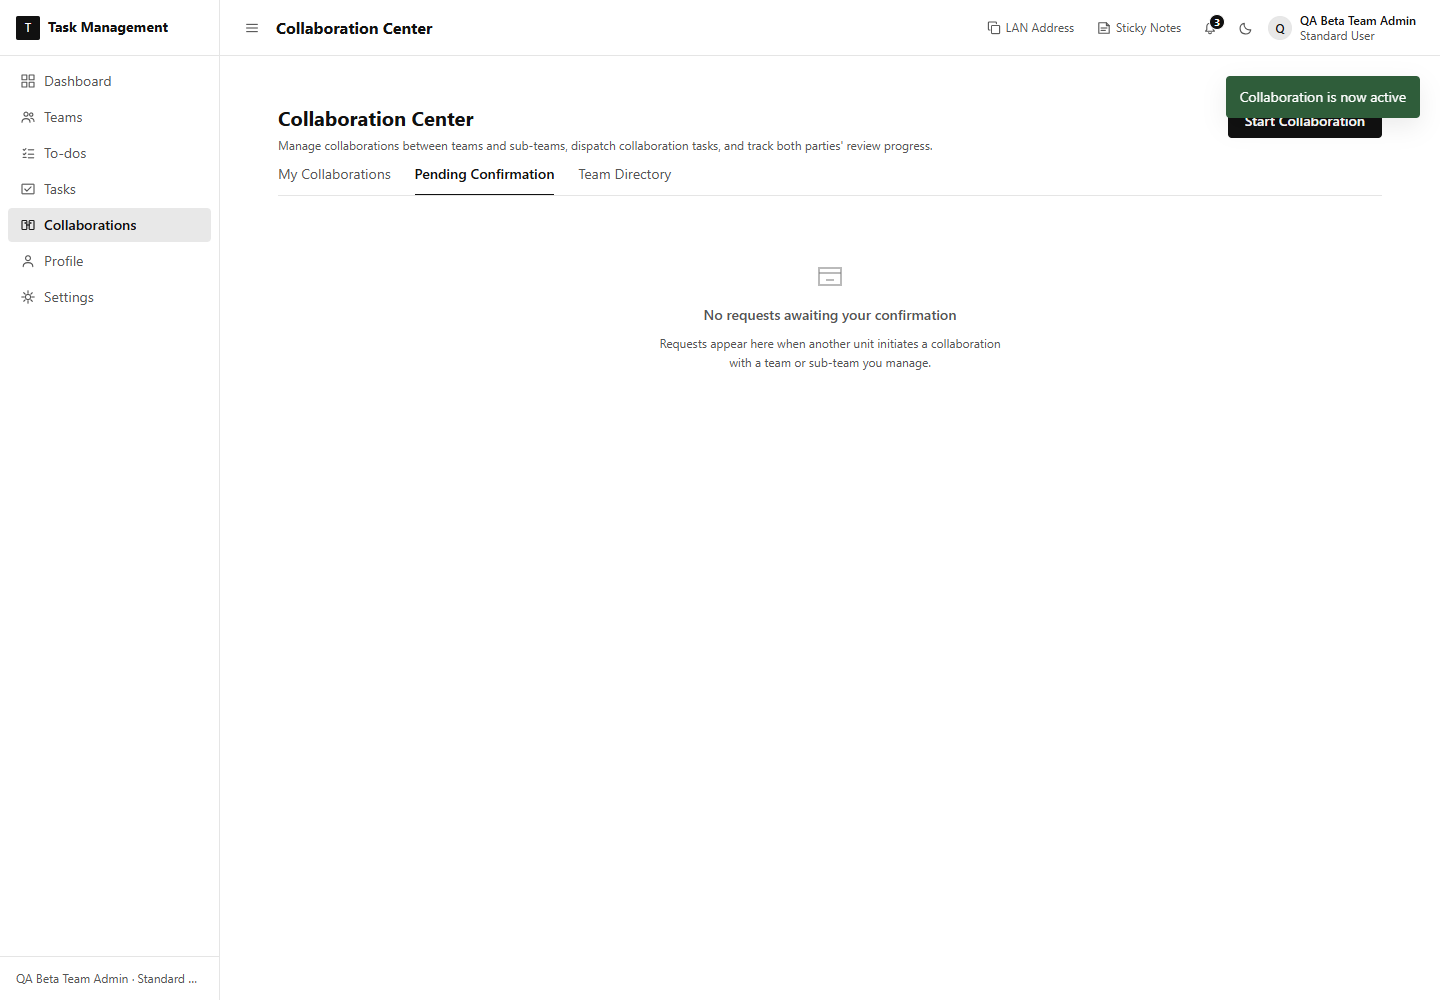 T Task Management
Collaboration Center
LAN Address
Sticky Notes
3
Q
QA Beta Team Admin
Standard User
Dashboard
Teams
To-dos
Tasks
Collaborations
Profile
Settings
Collaboration is now active
Collaboration Center
Start Collaboration
Manage collaborations between teams and sub-teams, dispatch collaboration tasks, and track both parties' review progress.
My Collaborations
Pending Confirmation
Team Directory
No requests awaiting your confirmation
Requests appear here when another unit initiates a collaboration
with a team or sub-team you manage.
QA Beta Team Admin · Standard ...